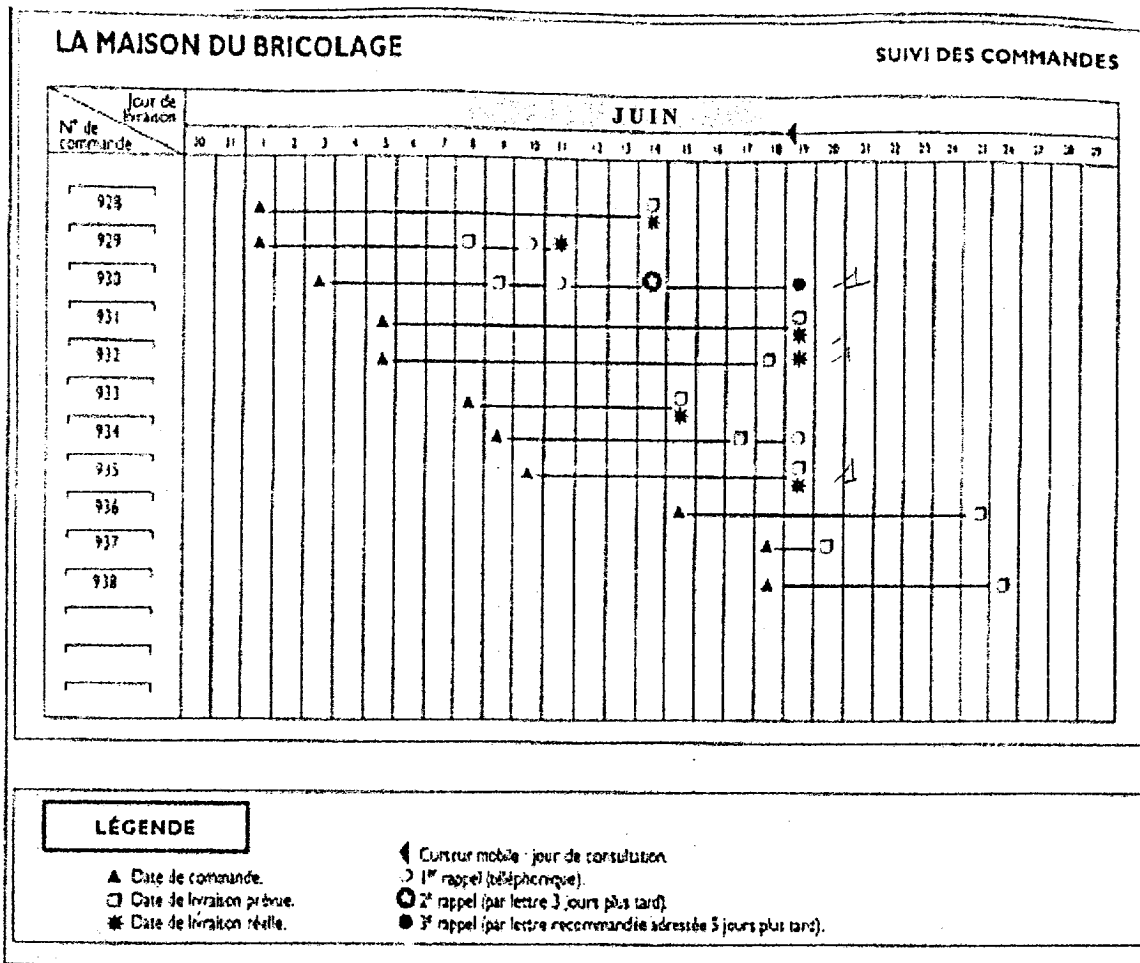 LA MAISON DU BRICOLAGE
SUIVI DES COMMANDES
Jour de
livraison
N° de
commande
JUIN
30 31 1 2 3 4 5 6 7 8 9 10 11 12 13 14 15 16 17 18 19 20 21 22 23 24 25 26 27 28 29
928
929
930
931
932
933
934
935
936
937
938
LÉGENDE
▲ Date de commande.
Date de livraison prévue.
Date de livraison réelle.
Curseur mobile : jour de consultation.
1er rappel (téléphonique).
2e rappel (par lettre 3 jours plus tard).
3e rappel (par lettre recommandée adressée 5 jours plus tard).